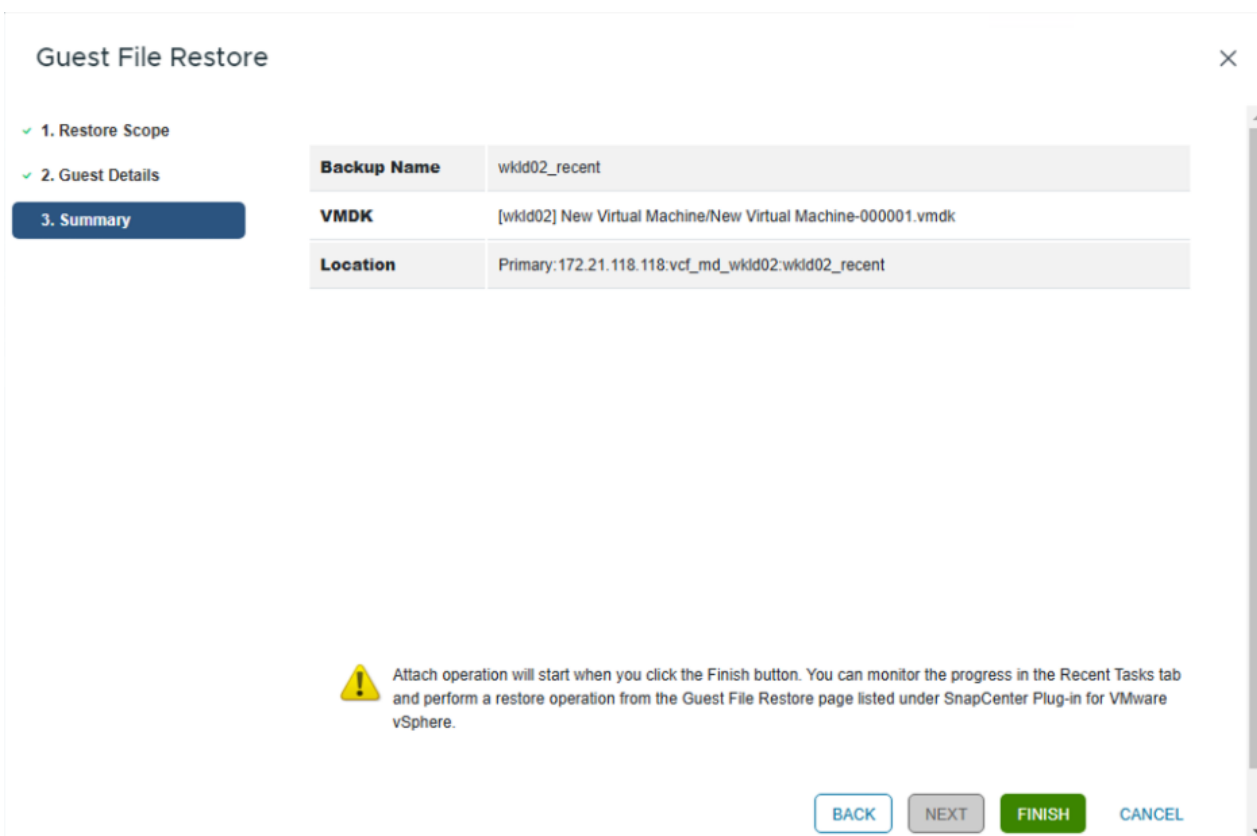 Guest File Restore
1. Restore Scope
2. Guest Details
3. Summary
Backup Name wkld02_recent
VMDK [wkld02] New Virtual Machine/New Virtual Machine-000001.vmdk
Location Primary:172.21.118.118:vcf_md_wkld02:wkld02_recent
Attach operation will start when you click the Finish button. You can monitor the progress in the Recent Tasks tab
and perform a restore operation from the Guest File Restore page listed under SnapCenter Plug-in for VMware
vSphere.
BACK NEXT FINISH CANCEL